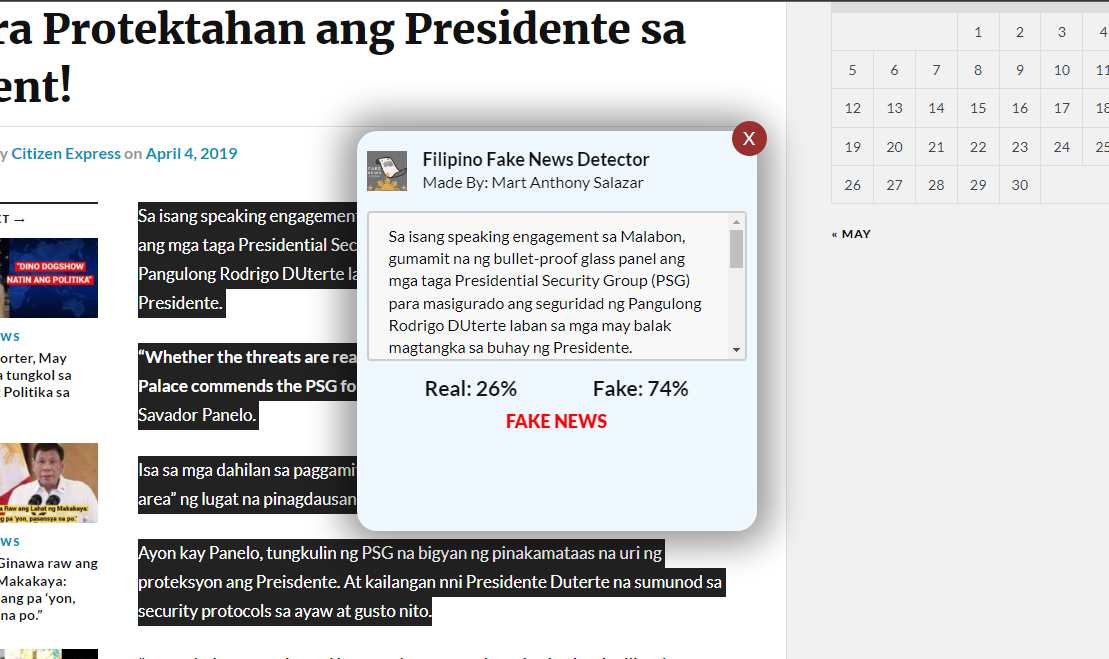 ra Protektahan ang Presidente sa
ent!
y Citizen Express on April 4, 2019
XT →
"DINO DOGSHOW
NATIN ANG POLITIKA"
WS
orter, May
a tungkol sa
Politika sa
a Raw ang Lahat ng Makakaya:
g pa 'yon, pasensya na po."
WS
Ginawa raw ang
Makakaya:
ang pa ‘yon,
na po.”
Sa isang speaking engagement
ang mga taga Presidential Sec
Pangulong Rodrigo DUterte la
Presidente.
“Whether the threats are rea
Palace commends the PSG fo
Savador Panelo.
Isa sa mga dahilan sa paggamit
area” ng lugat na pinagdausan
Ayon kay Panelo, tungkulin ng PSG na bigyan ng pinakamataas na uri ng
proteksyon ang Preisdente. At kailangan nni Presidente Duterte na sumunod sa
security protocols sa ayaw at gusto nito.
X
Filipino Fake News Detector
Made By: Mart Anthony Salazar
FAKE
NEWS
Sa isang speaking engagement sa Malabon,
gumamit na ng bullet-proof glass panel ang
mga taga Presidential Security Group (PSG)
para masigurado ang seguridad ng Pangulong
Rodrigo DUterte laban sa mga may balak
magtangka sa buhay ng Presidente.
Real: 26% Fake: 74%
FAKE NEWS
1 2 3 4
5 6 7 8 9 10 11
12 13 14 15 16 17 18
19 20 21 22 23 24 25
26 27 28 29 30
« MAY